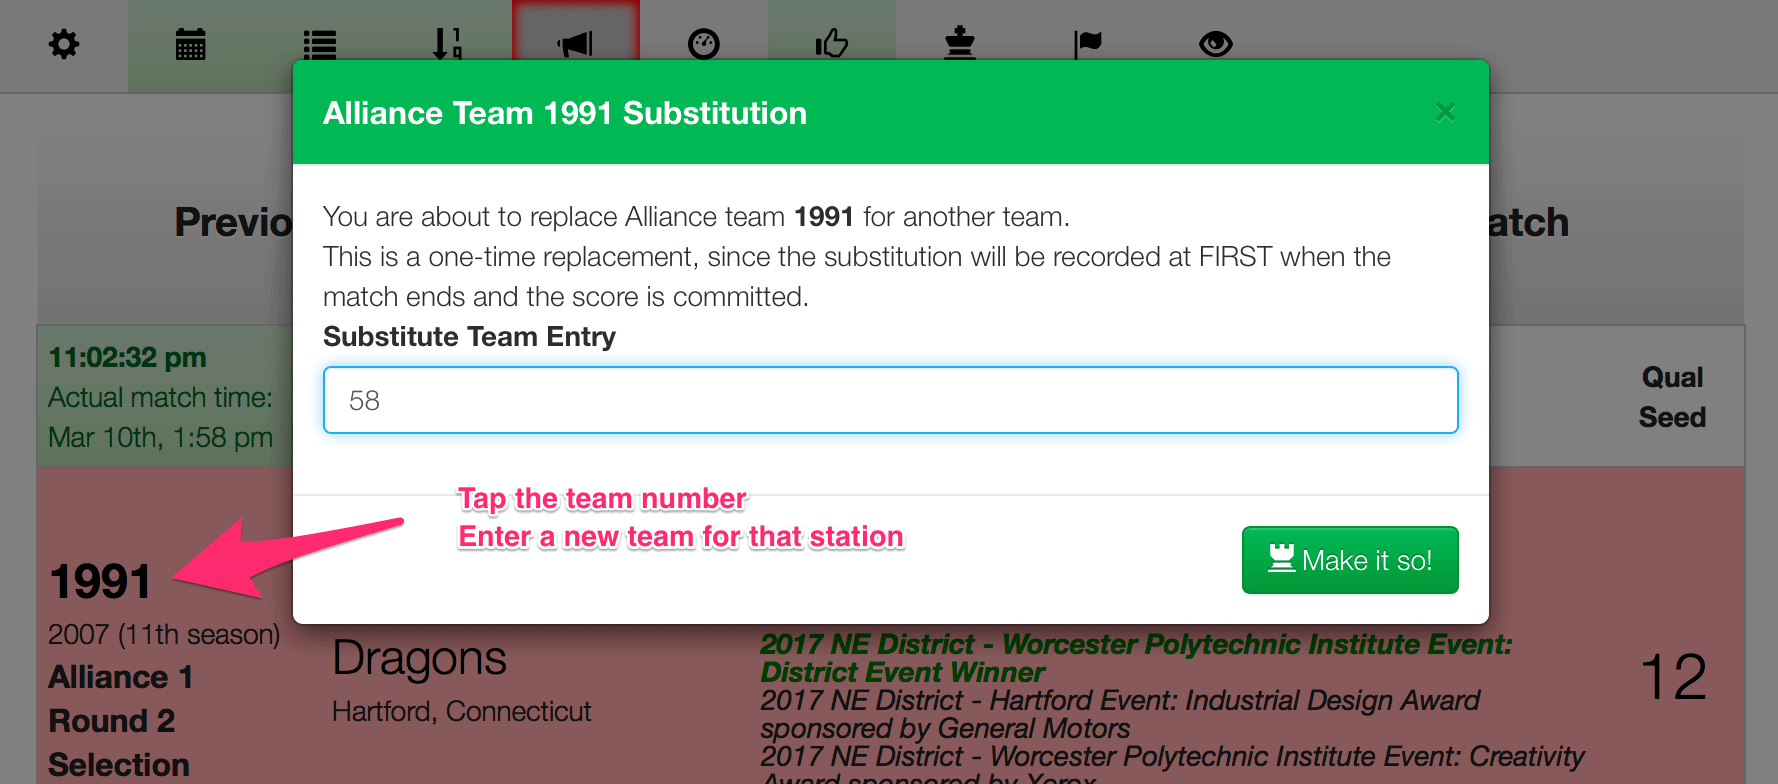 Alliance Team 1991 Substitution
×
Previo
atch
You are about to replace Alliance team 1991 for another team.
This is a one-time replacement, since the substitution will be recorded at FIRST when the
match ends and the score is committed.
Substitute Team Entry
58
11:02:32 pm
Actual match time:
Mar 10th, 1:58 pm
Qual
Seed
Tap the team number
Enter a new team for that station
Make it so!
1991
2007 (11th season)
Alliance 1
Round 2
Selection
Dragons
Hartford, Connecticut
2017 NE District - Worcester Polytechnic Institute Event:
District Event Winner
2017 NE District - Hartford Event: Industrial Design Award
sponsored by General Motors
2017 NE District - Worcester Polytechnic Institute Event: Creativity
Award sponsored by Xerox
12